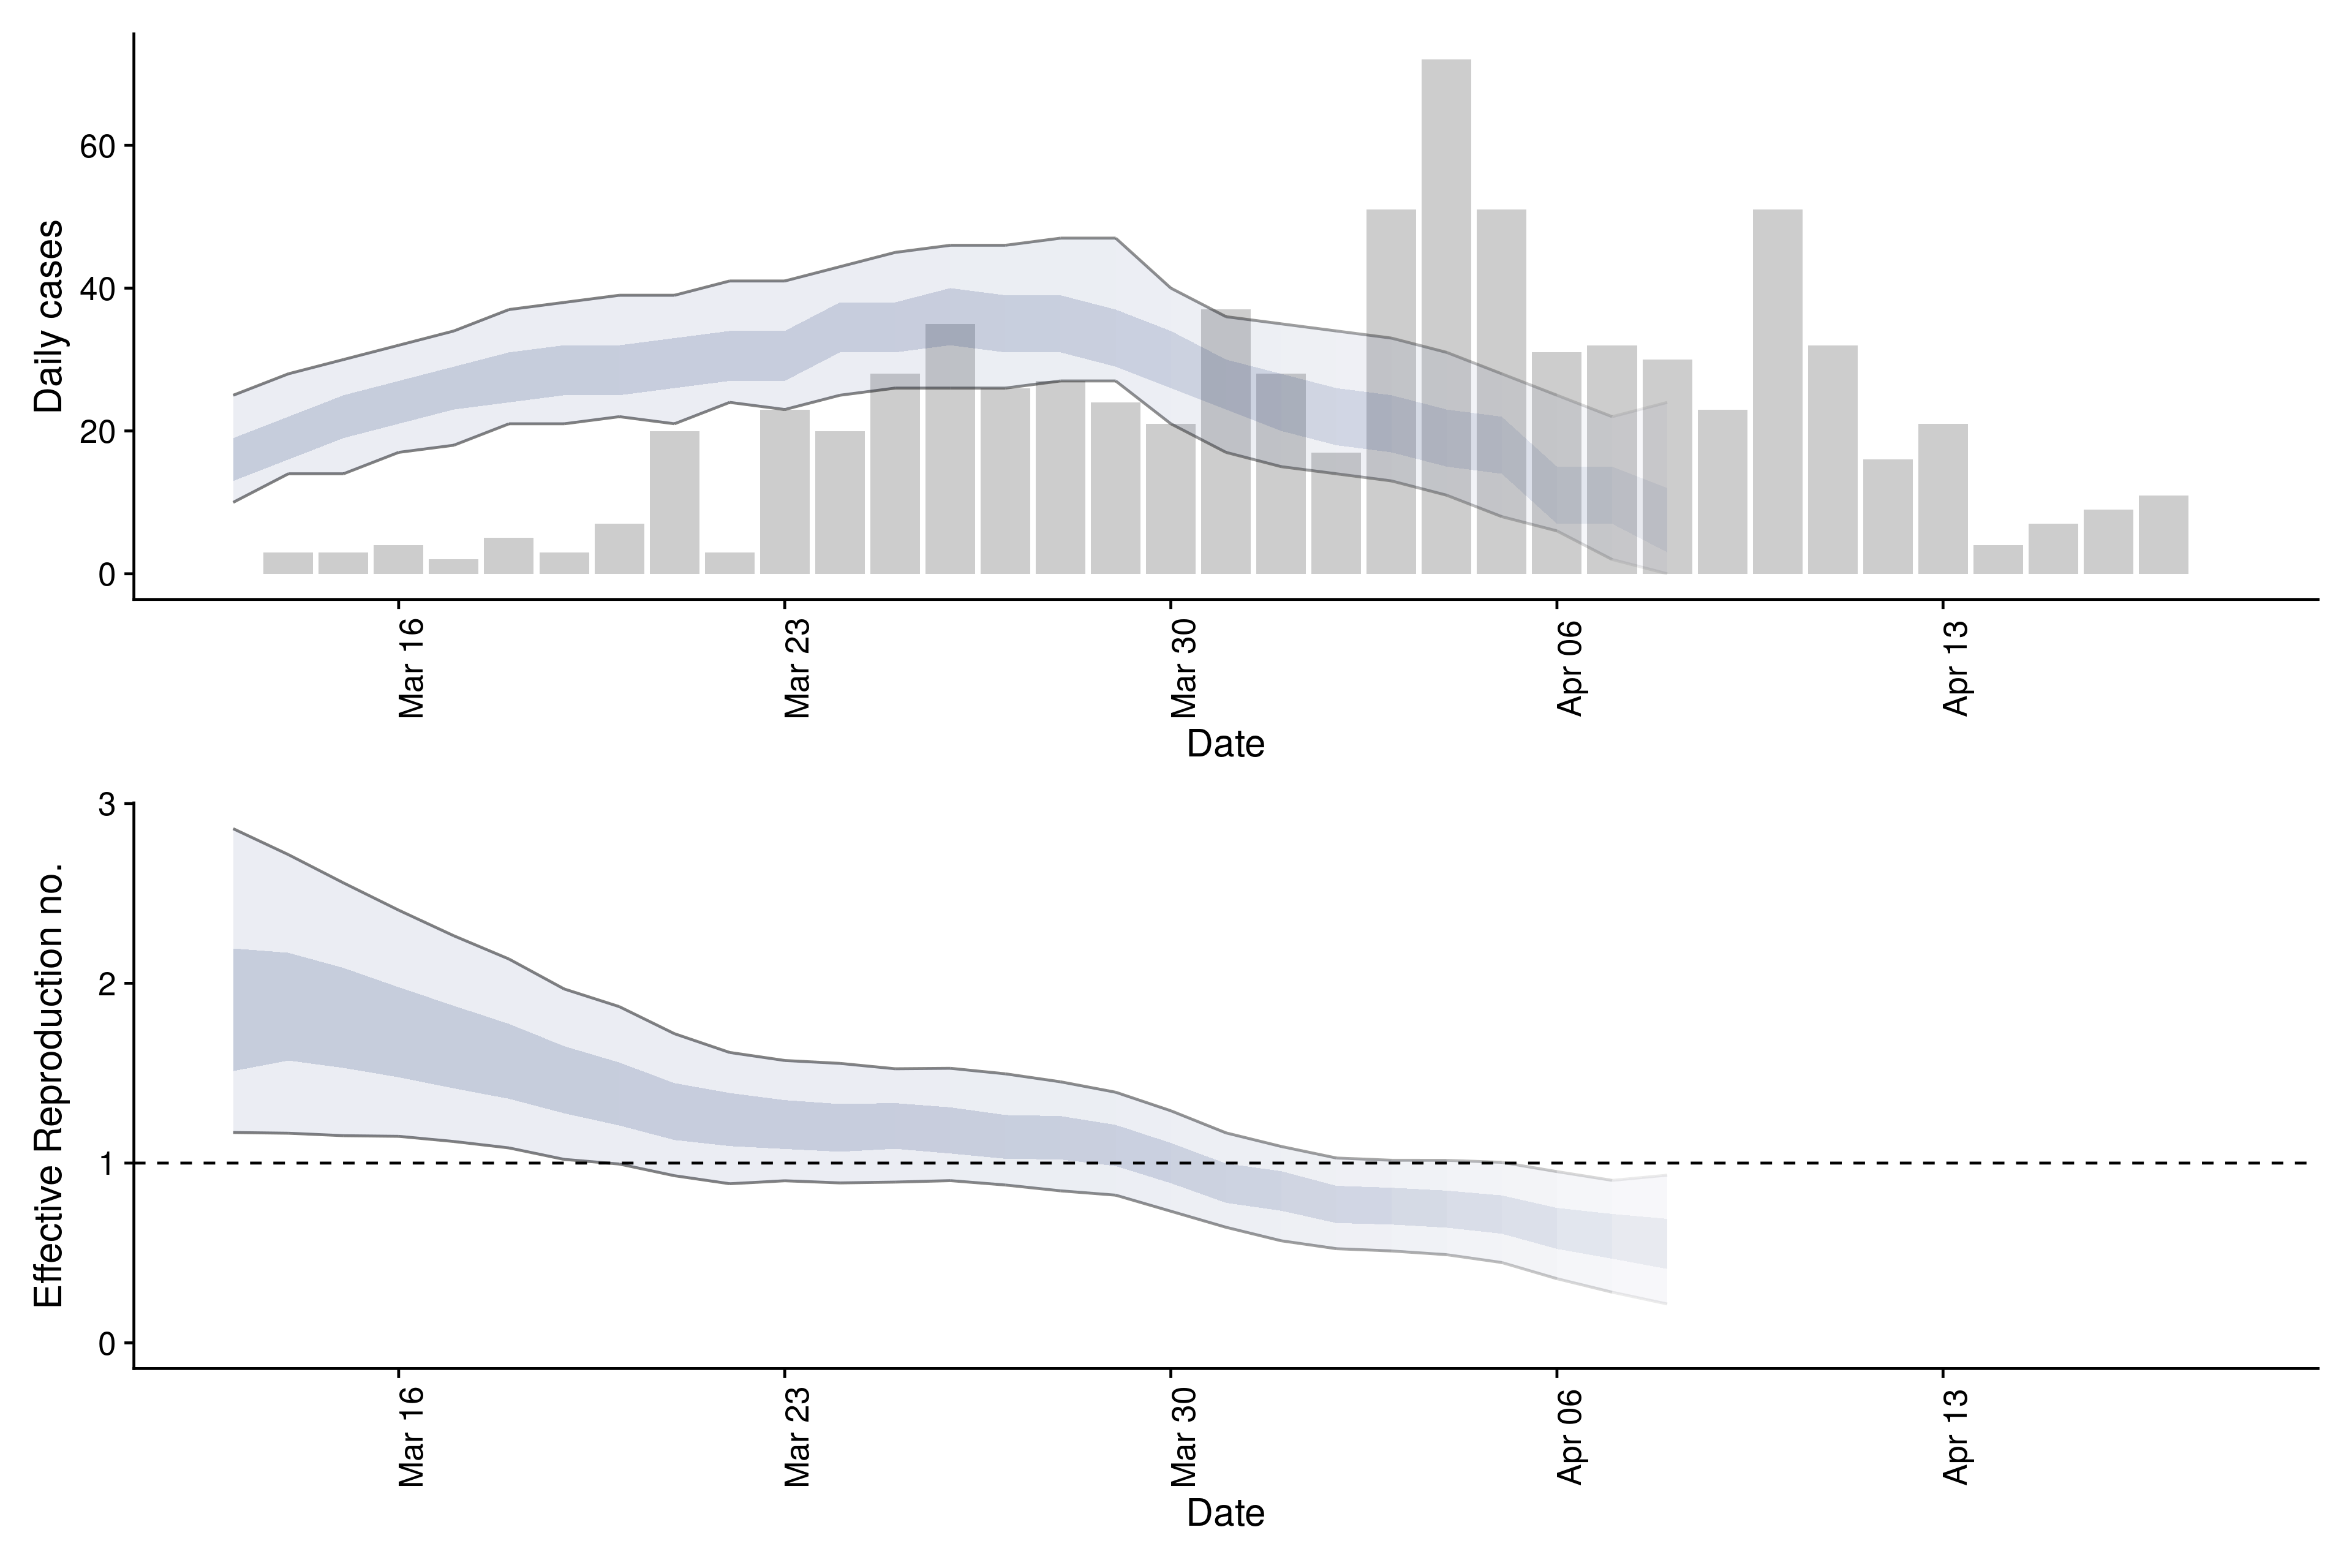 Daily cases
60
40
20
0
Mar 16
Mar 23
Mar 30
Apr 06
Apr 13
Date
Effective Reproduction no.
3
2
1
0
Mar 16
Mar 23
Mar 30
Apr 06
Apr 13
Date